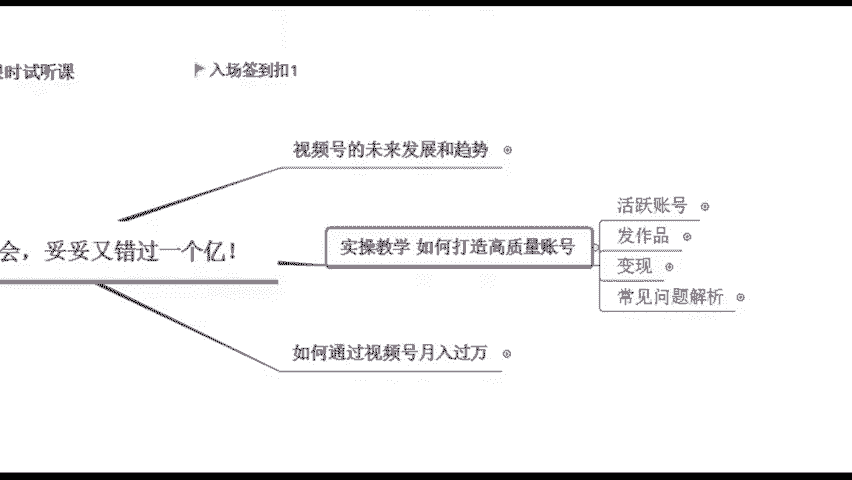 时试听课
入场签到扣1
视频号的未来发展和趋势
会，妥妥又错过一个亿！
实操教学 如何打造高质量账号
活跃账号
发作品
变现
常见问题解析
如何通过视频号月入过万